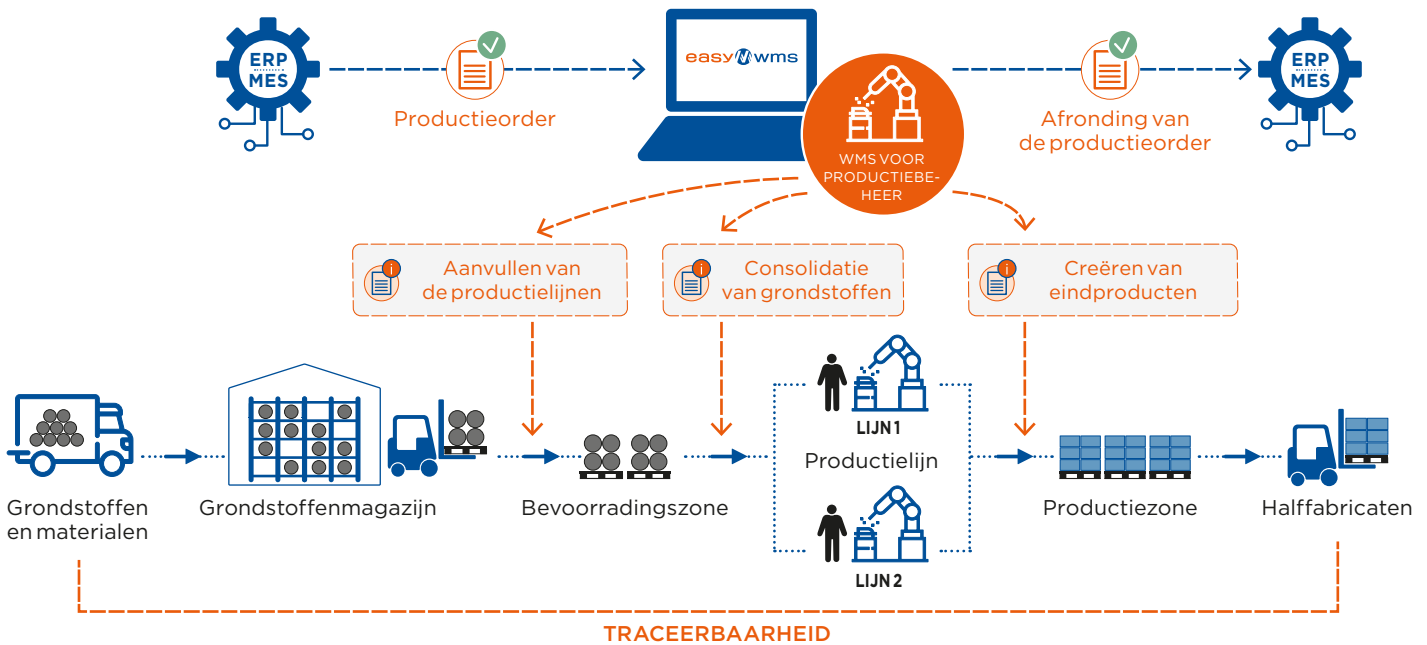 ERP
MES
Productieorder
easy wms
WMS VOOR
PRODUCTIEBE-
HEER
Afronding van
de productieorder
ERP
MES
Aanvullen van
de productielijnen
Consolidatie
van grondstoffen
Creëren van
eindproducten
LIJN 1
Productielijn
LIJN 2
Grondstoffen
en materialen
Grondstoffenmagazijn
Bevoorradingszone
Productiezone
Halffabricaten
TRACEERBAARHEID